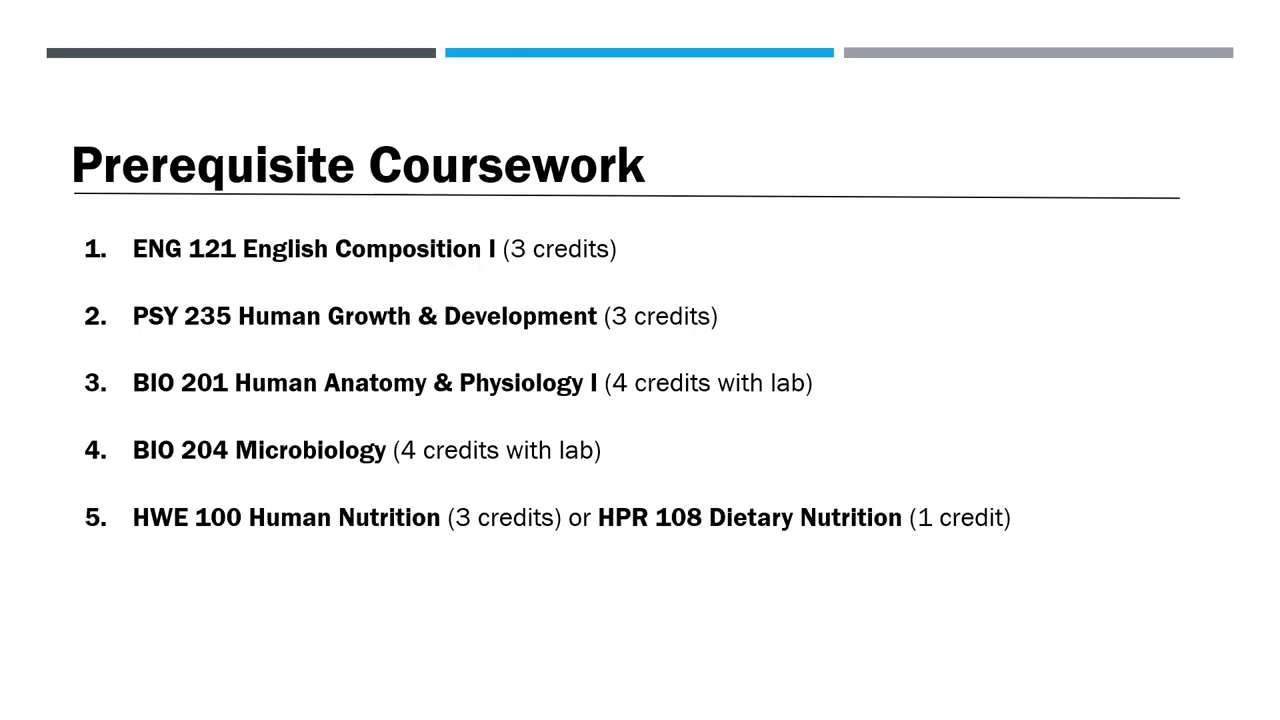 Prerequisite Coursework
1. ENG 121 English Composition I (3 credits)
2. PSY 235 Human Growth & Development (3 credits)
3. BIO 201 Human Anatomy & Physiology I (4 credits with lab)
4. BIO 204 Microbiology (4 credits with lab)
5. HWE 100 Human Nutrition (3 credits) or HPR 108 Dietary Nutrition (1 credit)